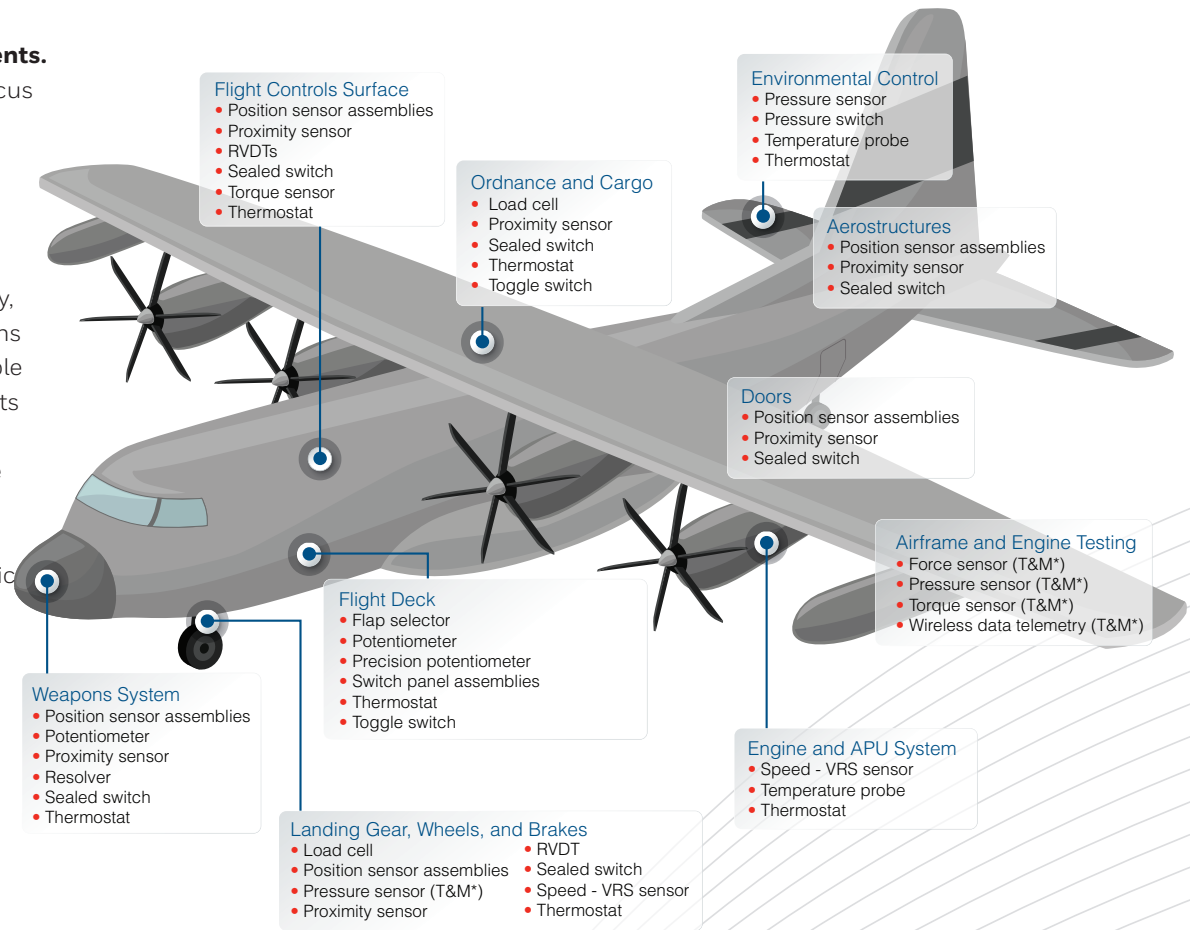 ents.
cus
y,
ns
ble
ts
e
ic
Flight Controls Surface
• Position sensor assemblies
• Proximity sensor
• RVDTs
• Sealed switch
• Torque sensor
• Thermostat
Ordnance and Cargo
• Load cell
• Proximity sensor
• Sealed switch
• Thermostat
• Toggle switch
Environmental Control
• Pressure sensor
• Pressure switch
• Temperature probe
• Thermostat
Aerostructures
• Position sensor assemblies
• Proximity sensor
• Sealed switch
Doors
• Position sensor assemblies
• Proximity sensor
• Sealed switch
Airframe and Engine Testing
• Force sensor (T&M*)
• Pressure sensor (T&M*)
• Torque sensor (T&M*)
• Wireless data telemetry (T&M*)
Flight Deck
• Flap selector
• Potentiometer
• Precision potentiometer
• Switch panel assemblies
• Thermostat
• Toggle switch
Weapons System
• Position sensor assemblies
• Potentiometer
• Proximity sensor
• Resolver
• Sealed switch
• Thermostat
Engine and APU System
• Speed - VRS sensor
• Temperature probe
• Thermostat
Landing Gear, Wheels, and Brakes
• Load cell
• Position sensor assemblies
• Pressure sensor (T&M*)
• Proximity sensor
• RVDT
• Sealed switch
• Speed - VRS sensor
• Thermostat